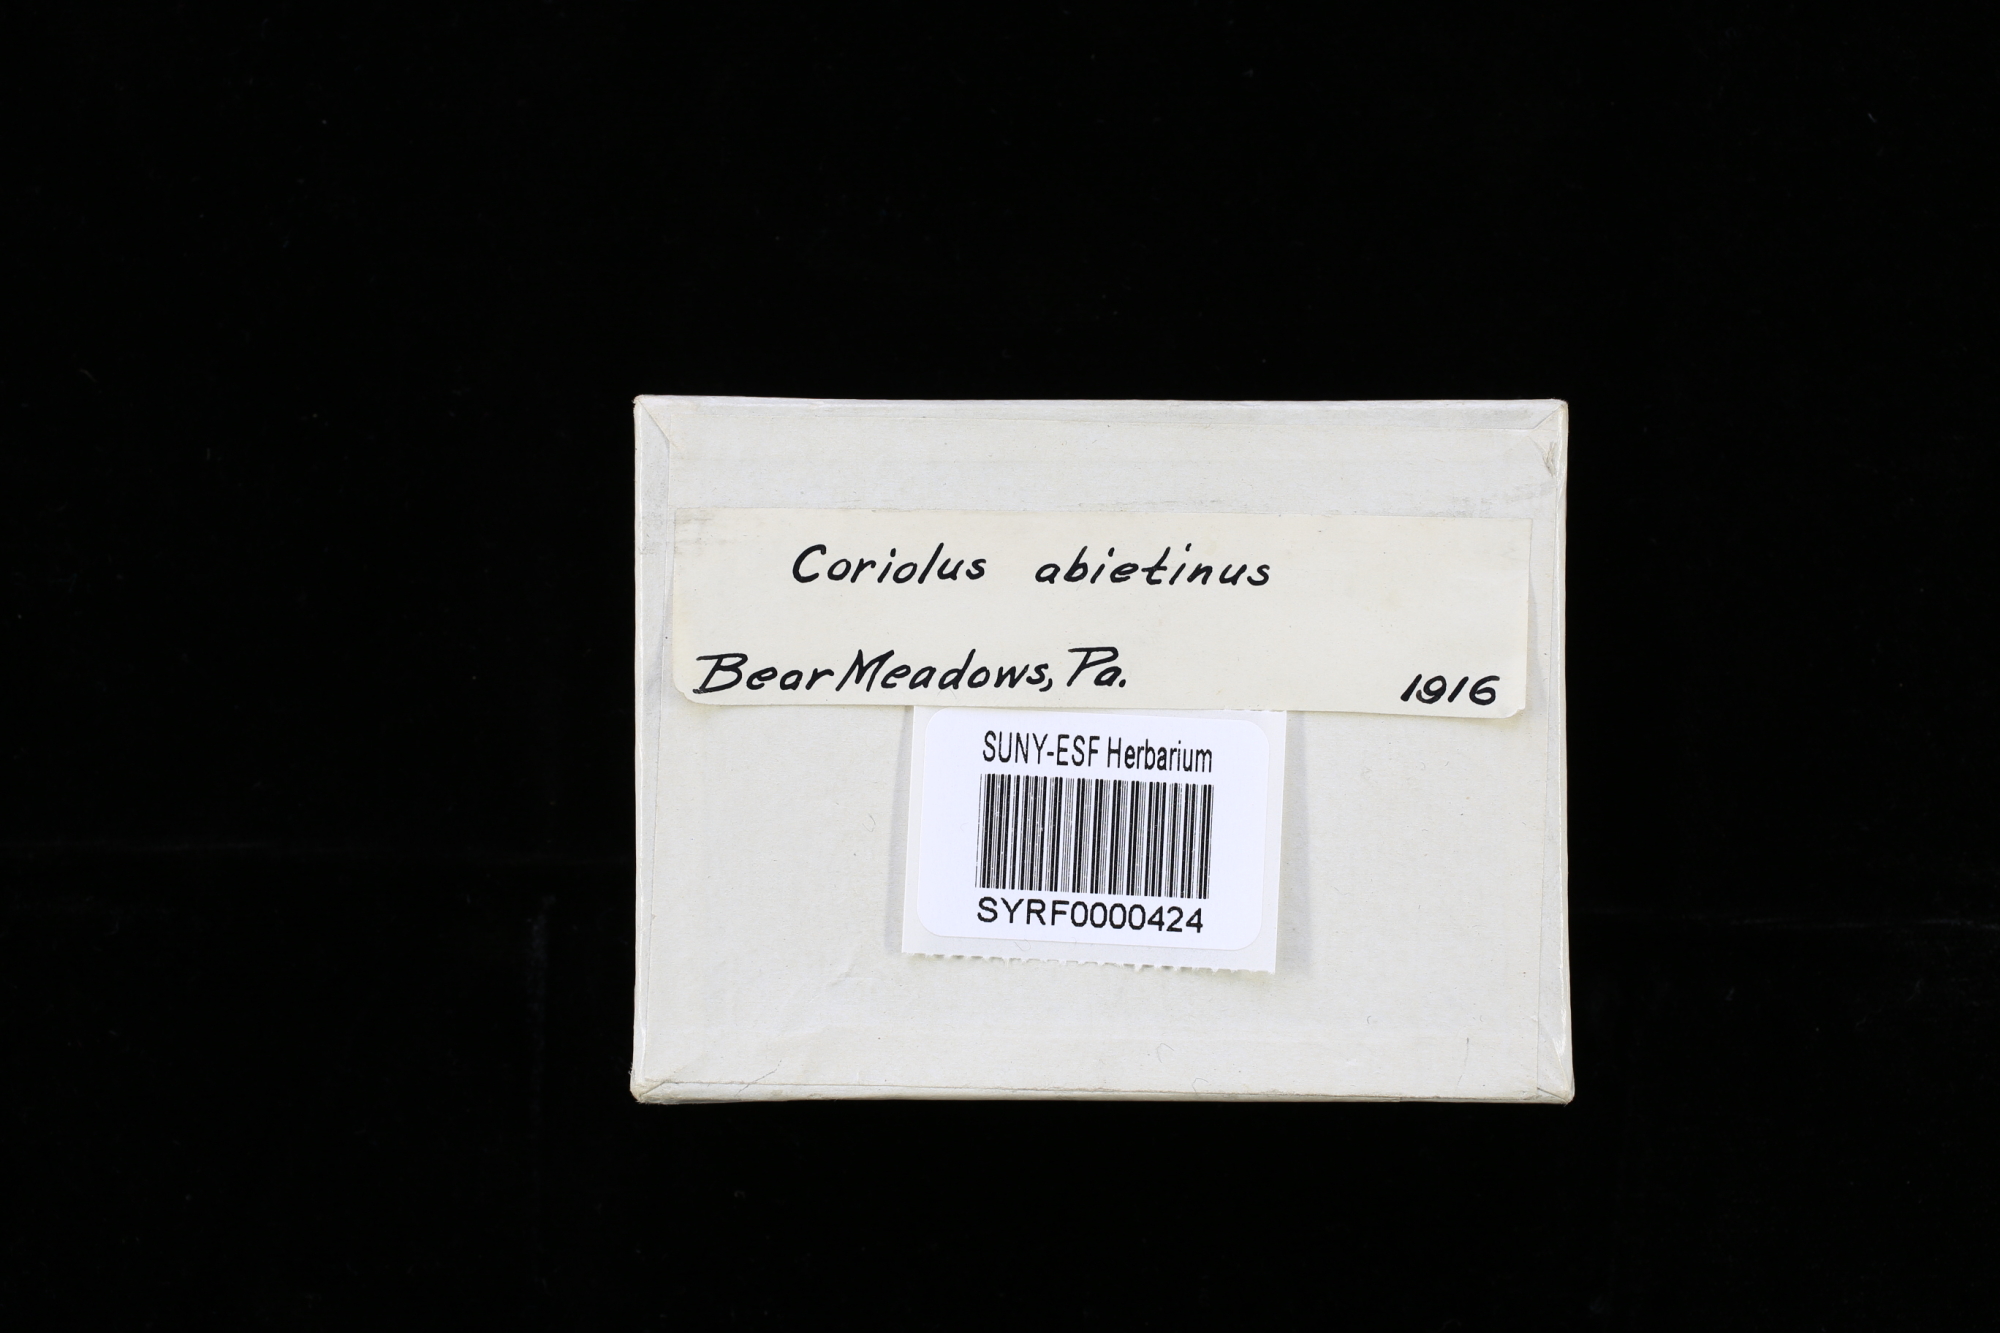 Coriolus abietinus
Bear Meadows, Pa. 1916
SUNY-ESF Herbarium
SYRF0000424